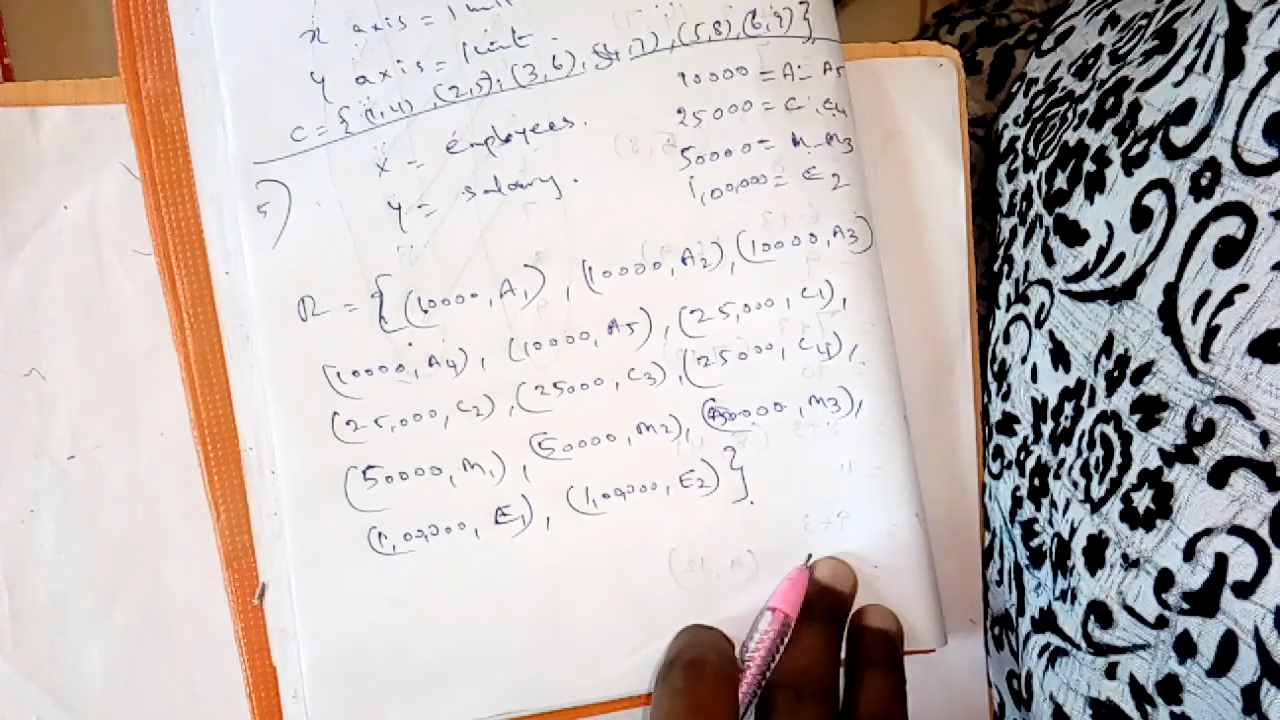 x axis = 1 unit
y axis = 1unit.
C = {(1,4), (2,5), (3,6), (4,7), (5,8), (6,9)}
5) x = employees.
y = salary.
10000 = A1- A5
25000 = C1 C4
50000 = M1-M3
1,00,000 = E2
R = {(10000, A1), (10000, A2), (10000, A3)
(10000, A4), (10000, A5), (25,000, C1),
(25,000, C2), (25000, C3), (25000, C4),
(50000, M1), (50000, M2), (50000, M3),
(1,00,000, E1), (1,00,000, E2)}.